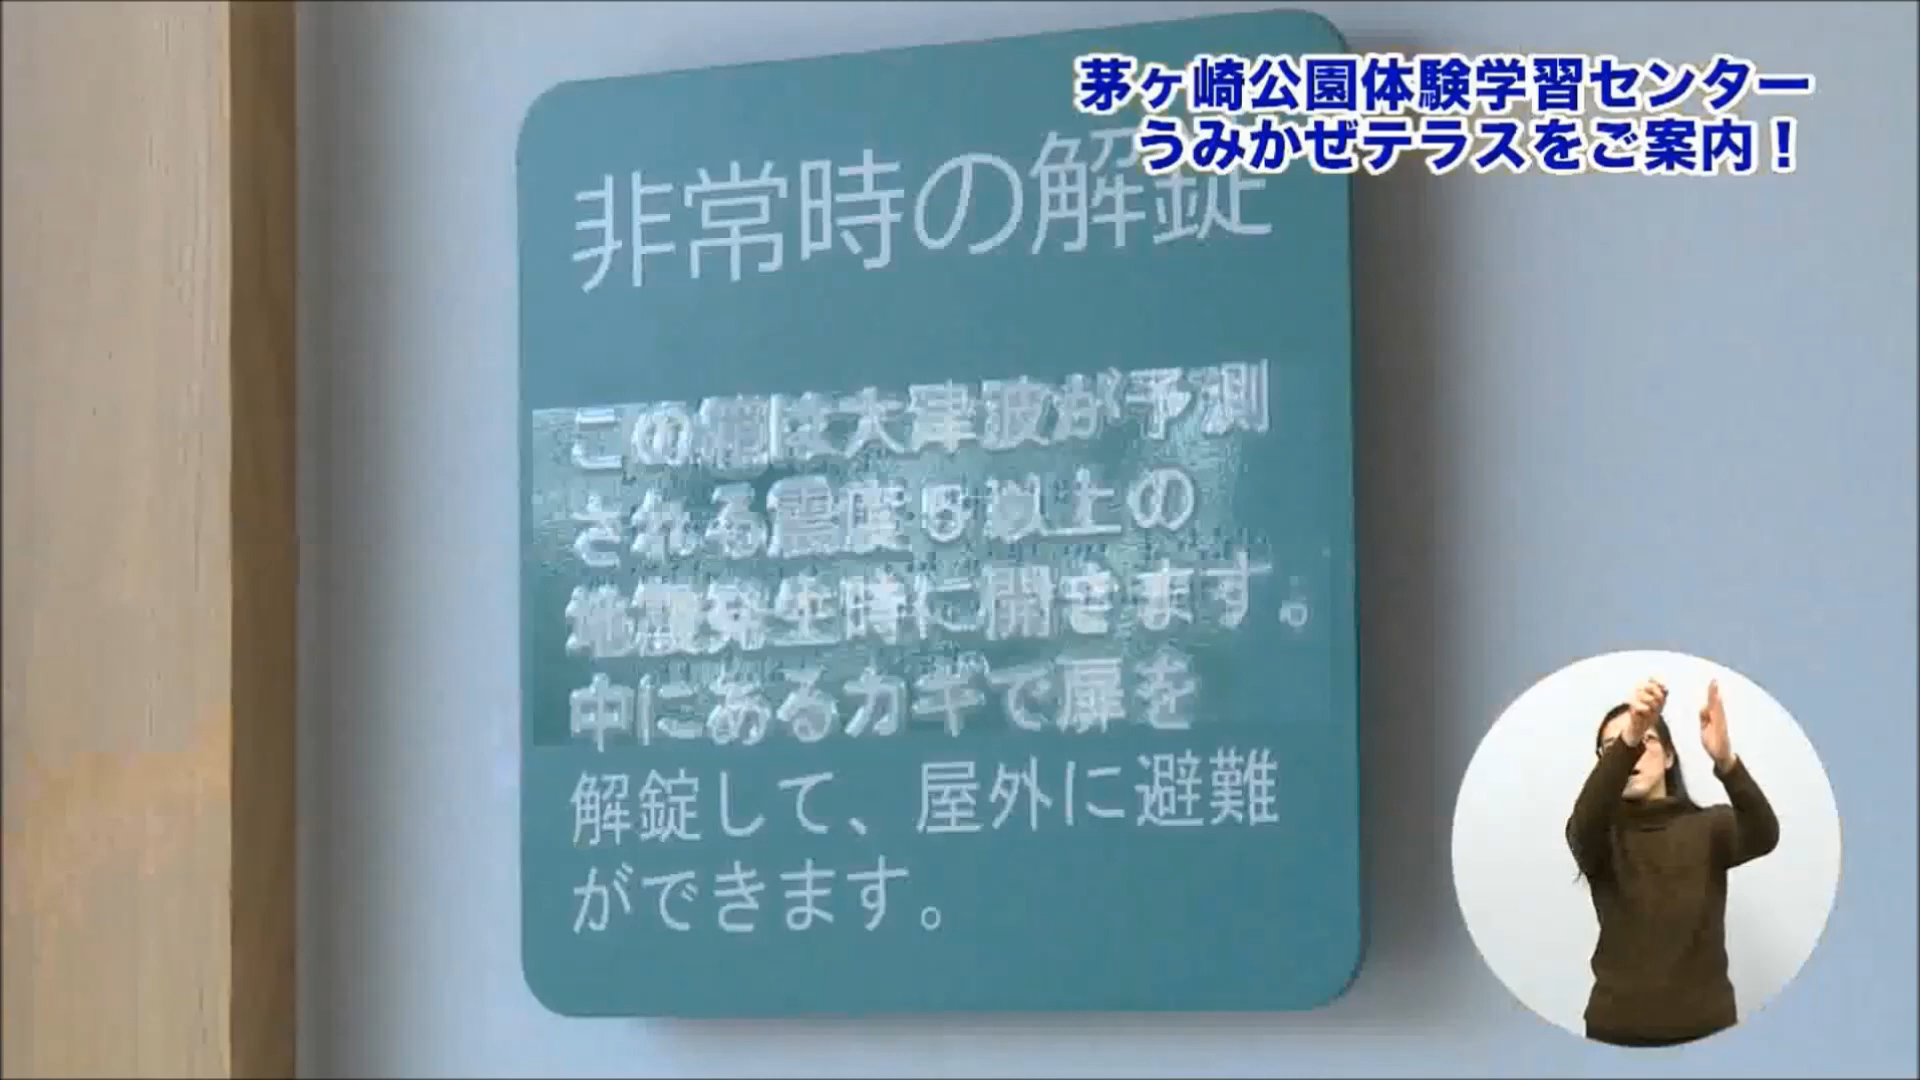 茅ヶ崎公園体験学習センター
うみかぜテラスをご案内!
非常時の解錠
この箱は大津波が予測
される震度5以上の
地震発生時に開きます。
中にあるカギで扉を
解錠して、屋外に避難
ができます。